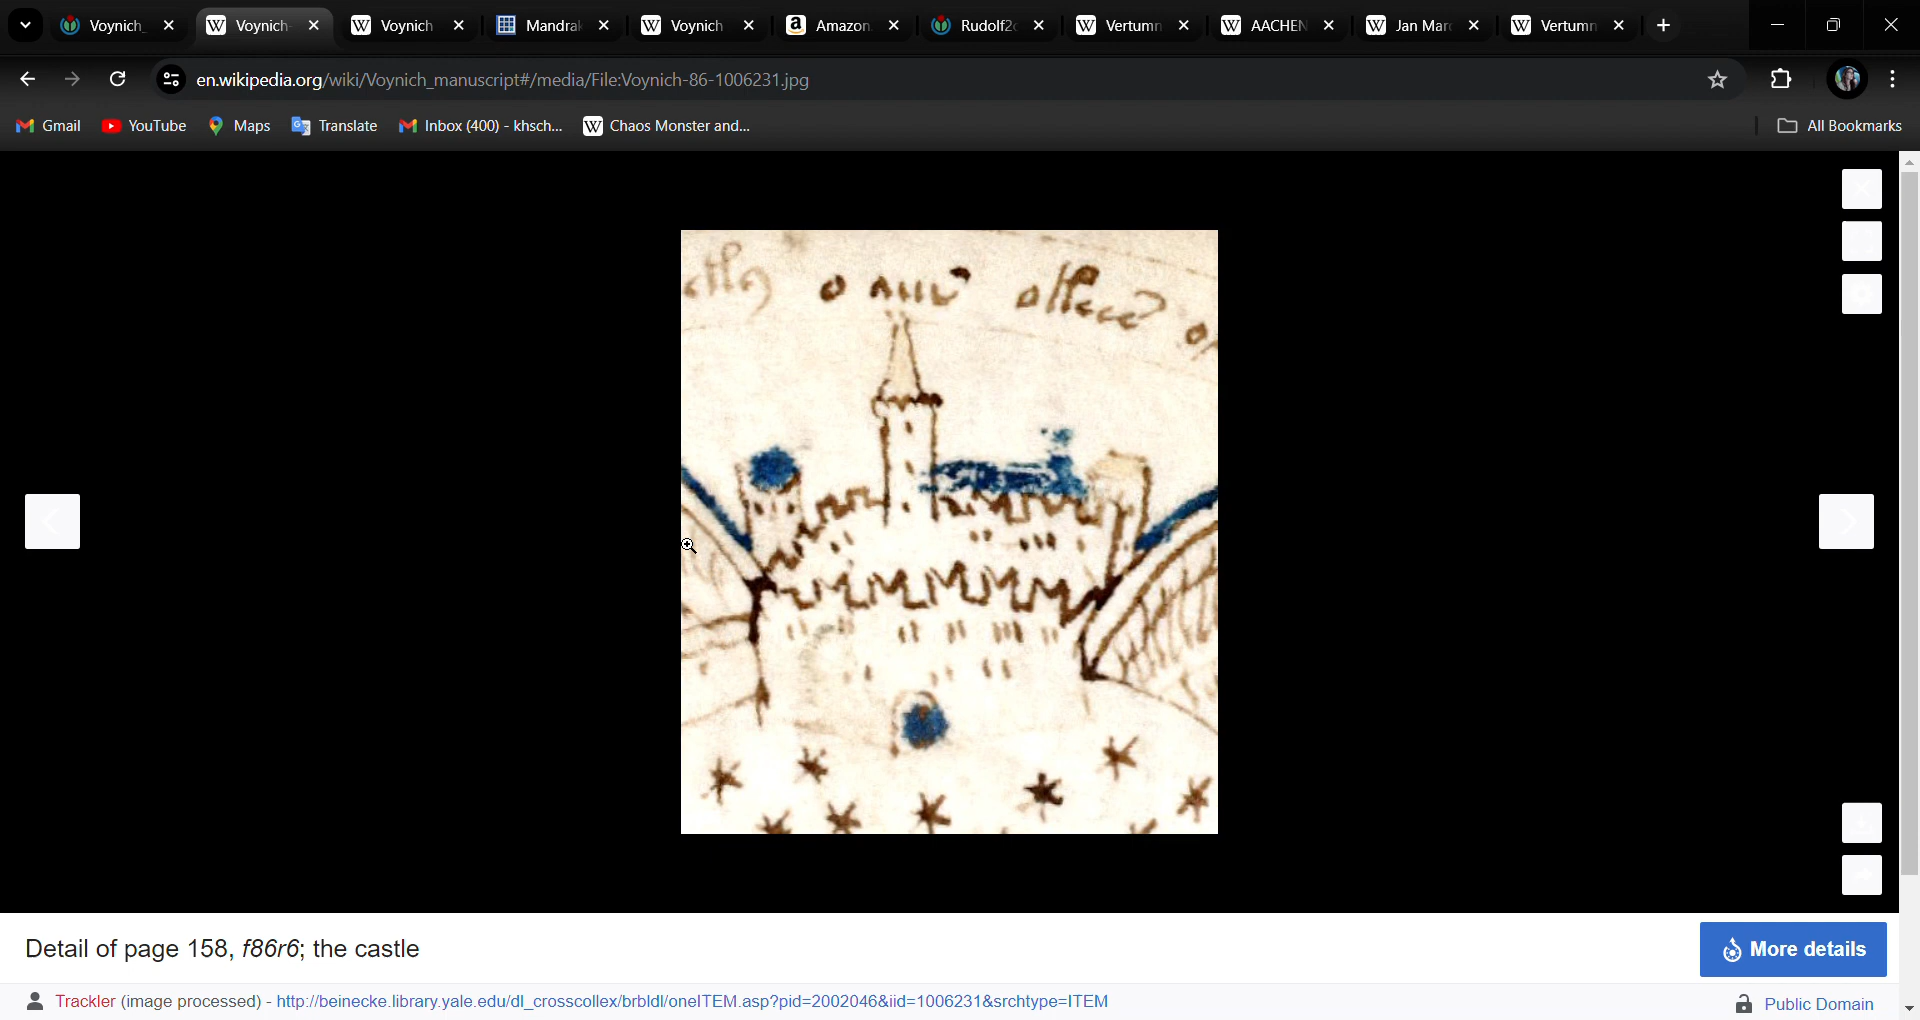 Voynich_
Voynich-
Voynich
Mandrak
Voynich
Amazon.
Rudolf2
Vertumn
AACHEN
Jan Mar
Vertumn
en.wikipedia.org/wiki/Voynich_manuscript#/media/File:Voynich-86-1006231.jpg
Gmail YouTube Maps Translate Inbox (400) - khsch... Chaos Monster and... All Bookmarks
Detail of page 158, f86r6; the castle
More details
Trackler (image processed) - http://beinecke.library.yale.edu/dl_crosscollex/brbldl/oneITEM.asp?pid=2002046&iid=1006231&srchtype=ITEM
Public Domain